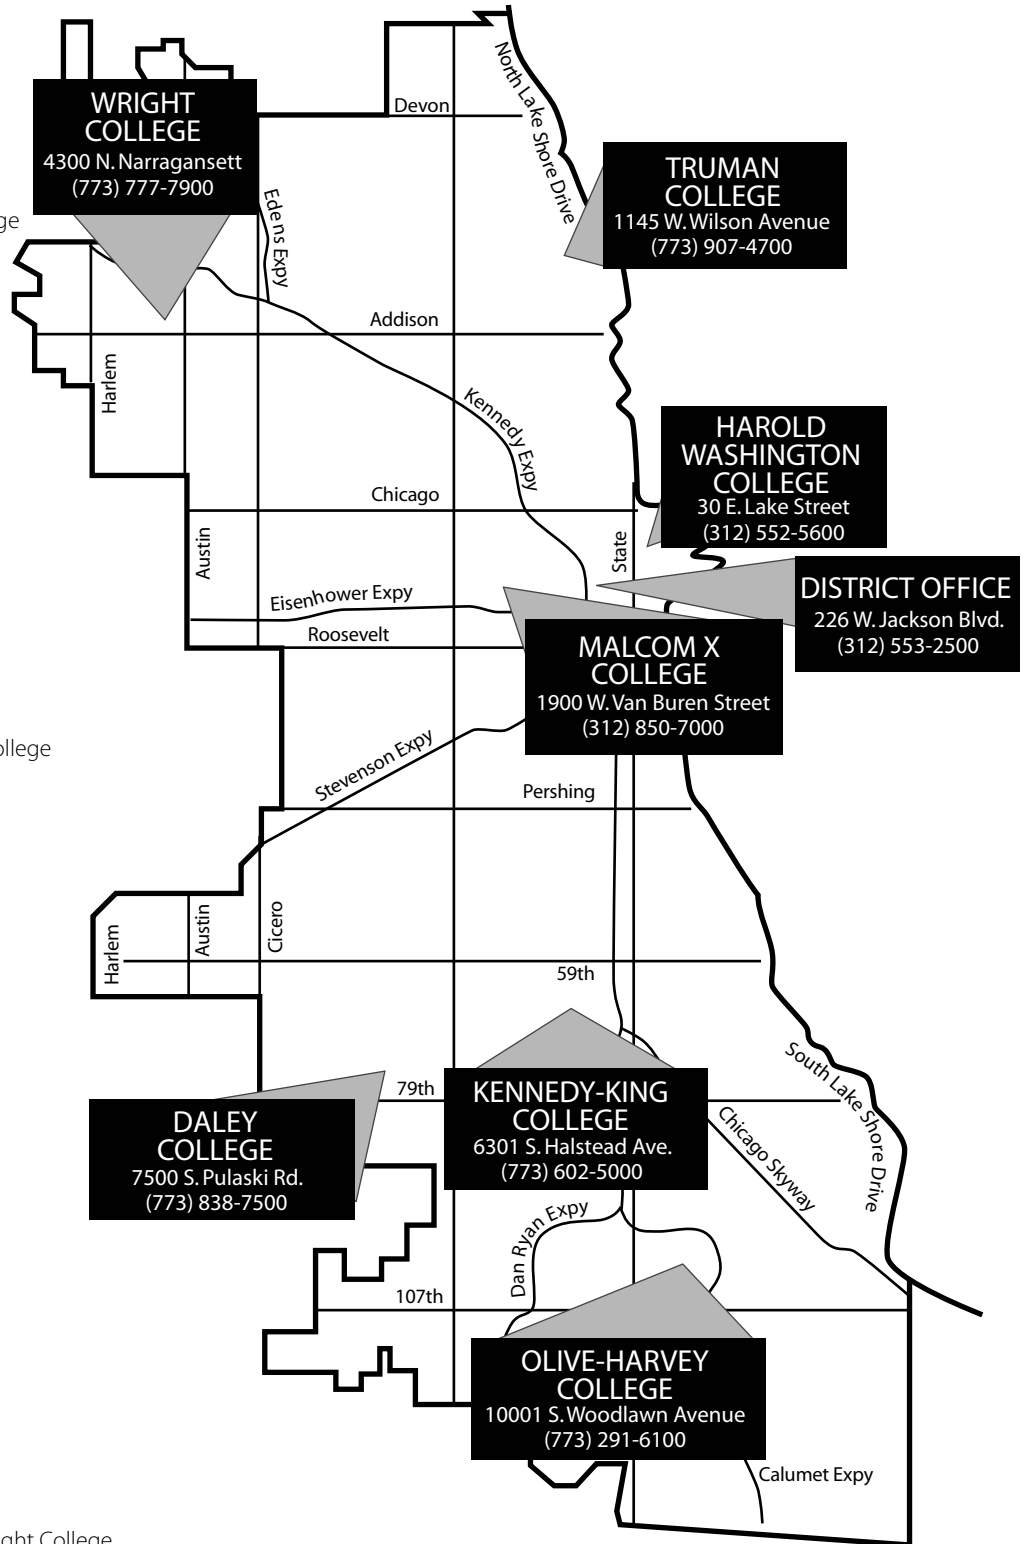 WRIGHT
COLLEGE
4300 N. Narragansett
(773) 777-7900
Devon
North Lake Shore Drive
TRUMAN
COLLEGE
1145 W. Wilson Avenue
(773) 907-4700
ge
Edens Expy
Addison
Harlem
Kennedy Expy
HAROLD
WASHINGTON
COLLEGE
30 E. Lake Street
(312) 552-5600
Chicago
Austin
State
Eisenhower Expy
Roosevelt
DISTRICT OFFICE
226 W. Jackson Blvd.
(312) 553-2500
MALCOM X
COLLEGE
1900 W. Van Buren Street
(312) 850-7000
ollege
Stevenson Expy
Pershing
Harlem
Austin
Cicero
59th
South Lake Shore Drive
79th
KENNEDY-KING
COLLEGE
6301 S. Halstead Ave.
(773) 602-5000
DALEY
COLLEGE
7500 S. Pulaski Rd.
(773) 838-7500
Chicago Skyway
Dan Ryan Expy
107th
OLIVE-HARVEY
COLLEGE
10001 S. Woodlawn Avenue
(773) 291-6100
Calumet Expy
ght College